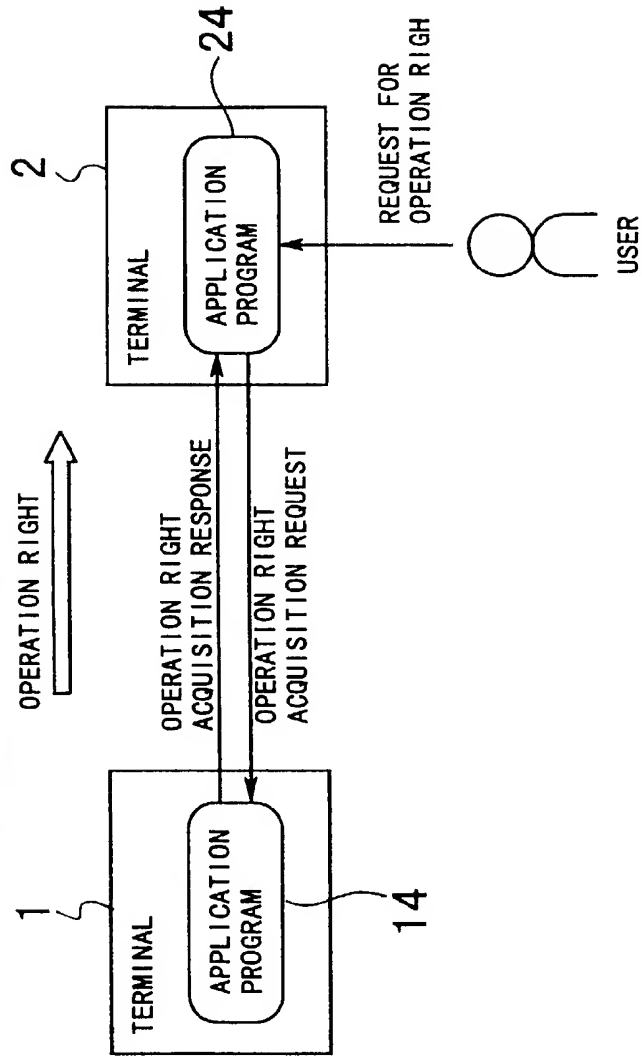 OPERATION RIGHT
1
2
TERMINAL
APPLICATION
PROGRAM
14
OPERATION RIGHT
ACQUISITION RESPONSE
OPERATION RIGHT
ACQUISITION REQUEST
TERMINAL
APPLICATION
PROGRAM
24
REQUEST FOR
OPERATION RIGH
USER